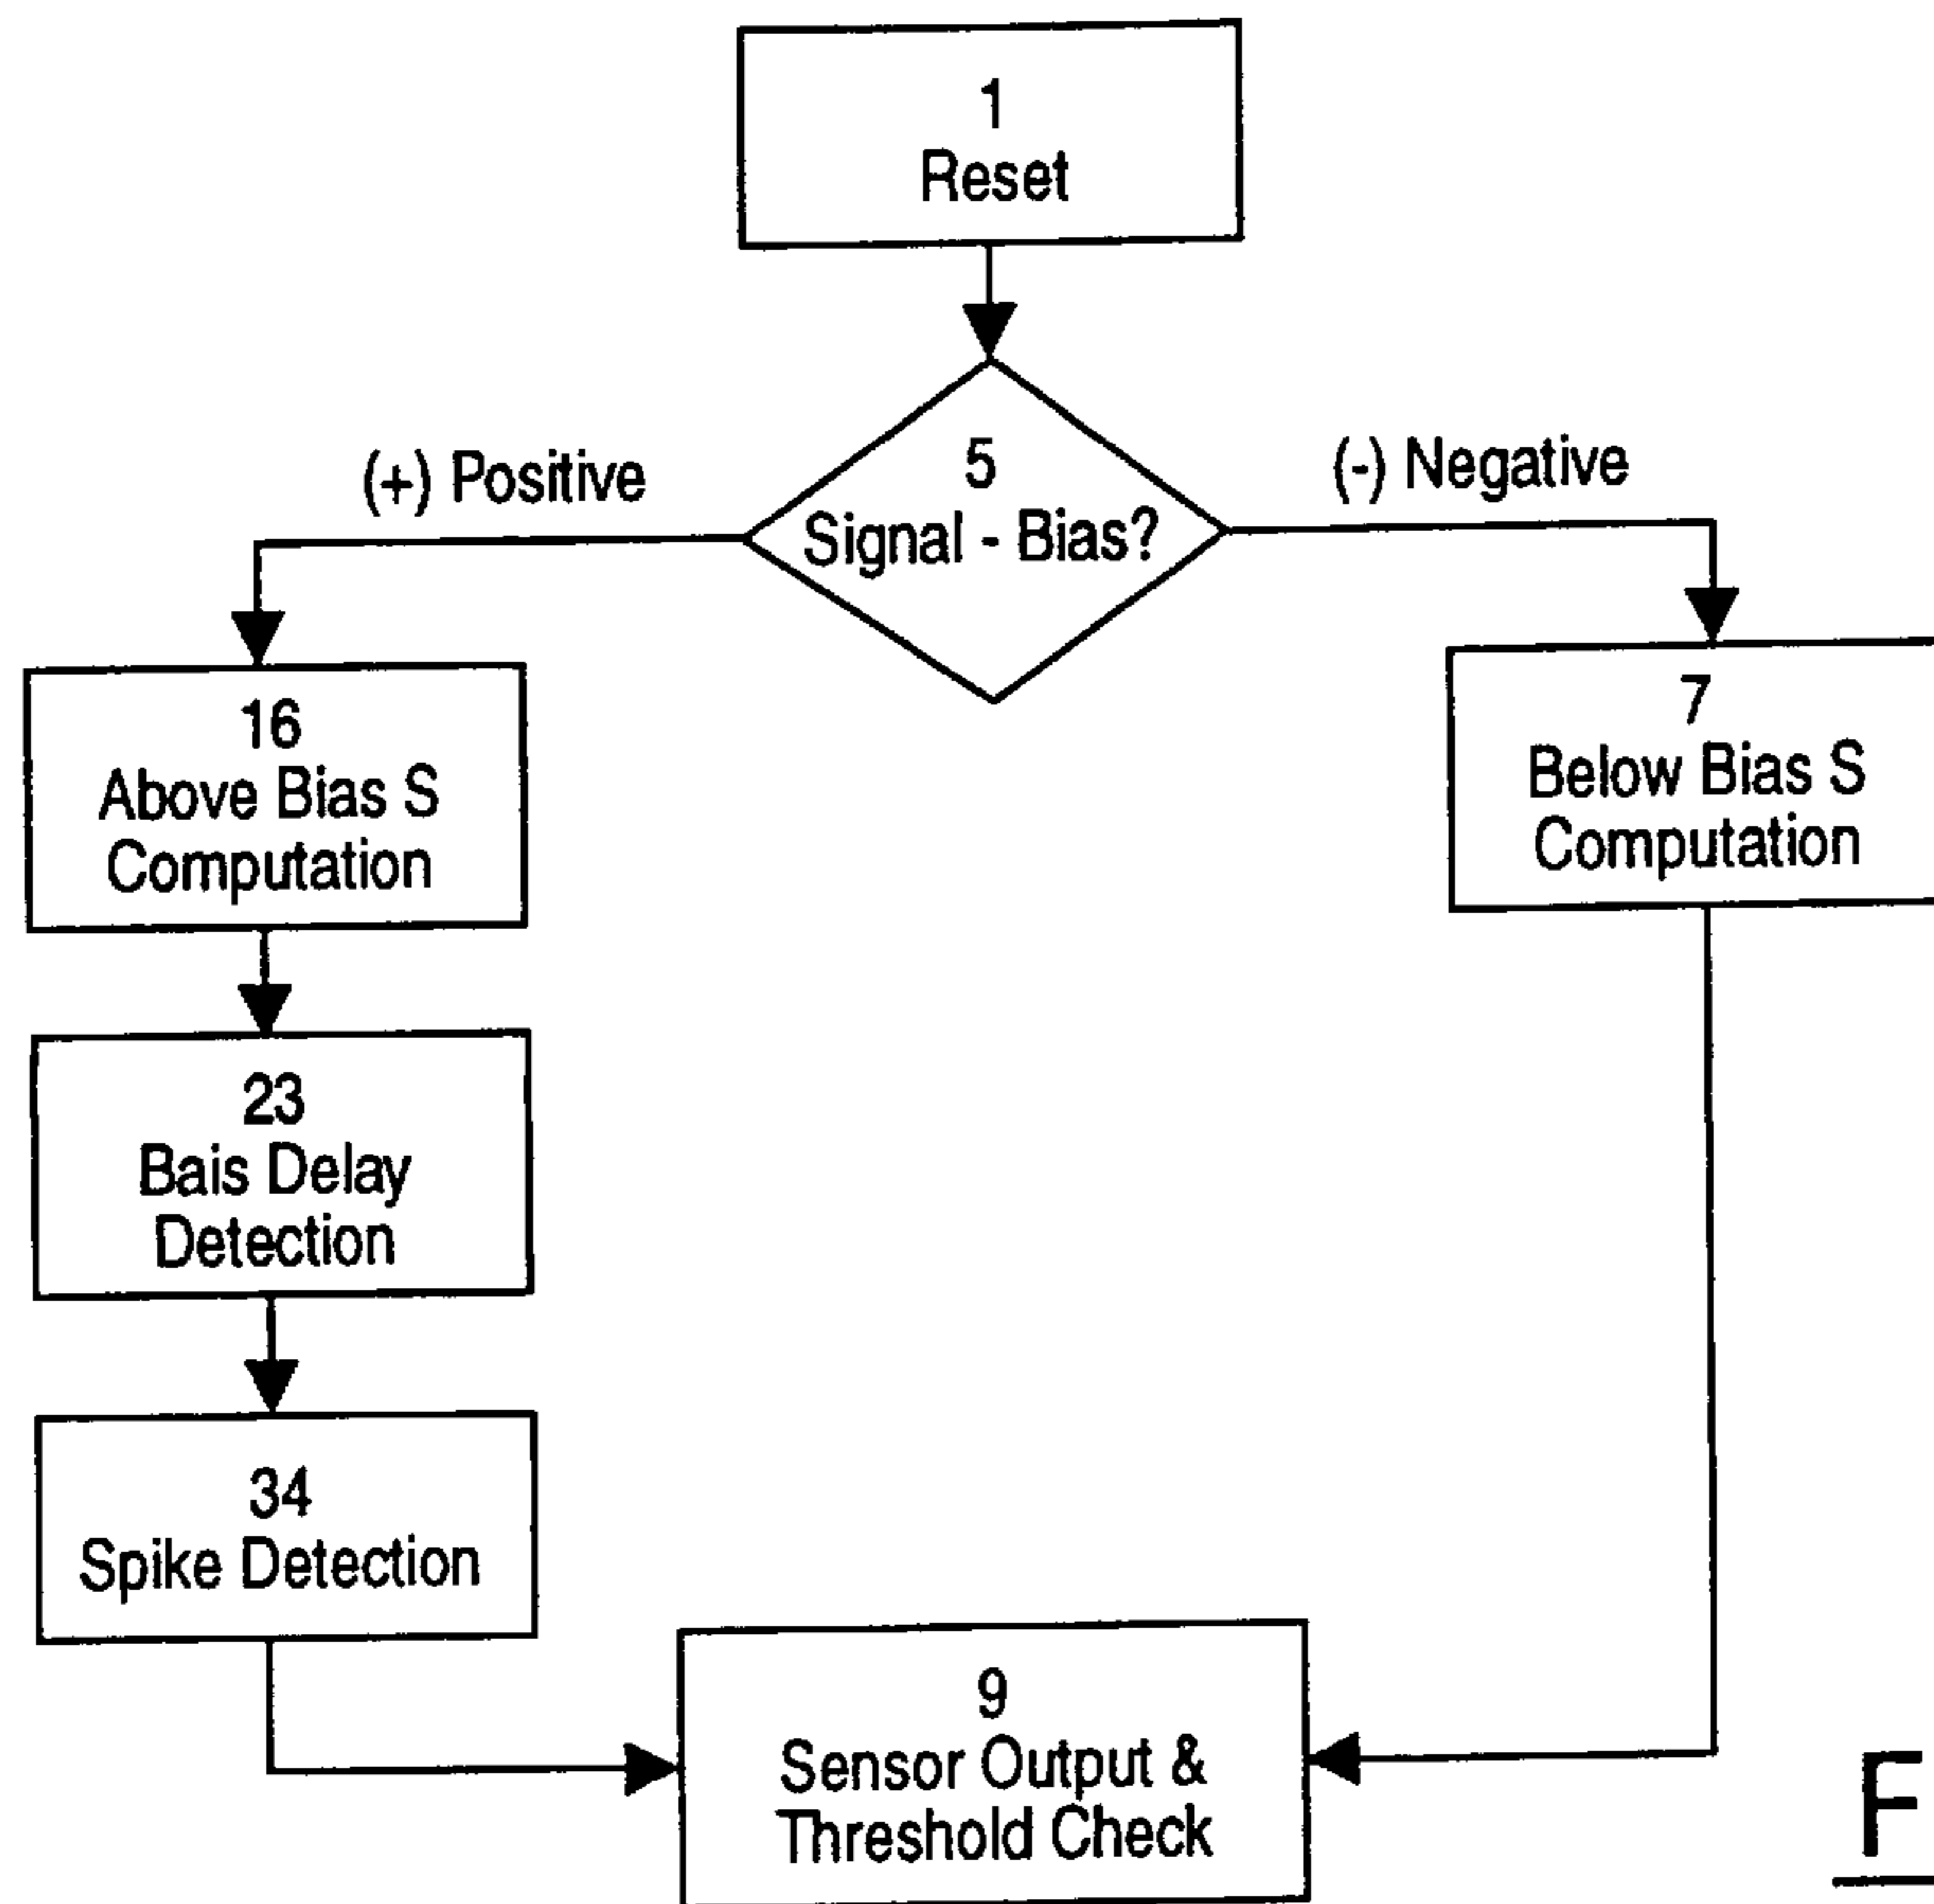 1
Reset
5
Signal - Bias?
(+) Positive
(-) Negative
16
Above Bias S
Computation
7
Below Bias S
Computation
23
Bais Delay
Detection
34
Spike Detection
9
Sensor Output &
Threshold Check
F